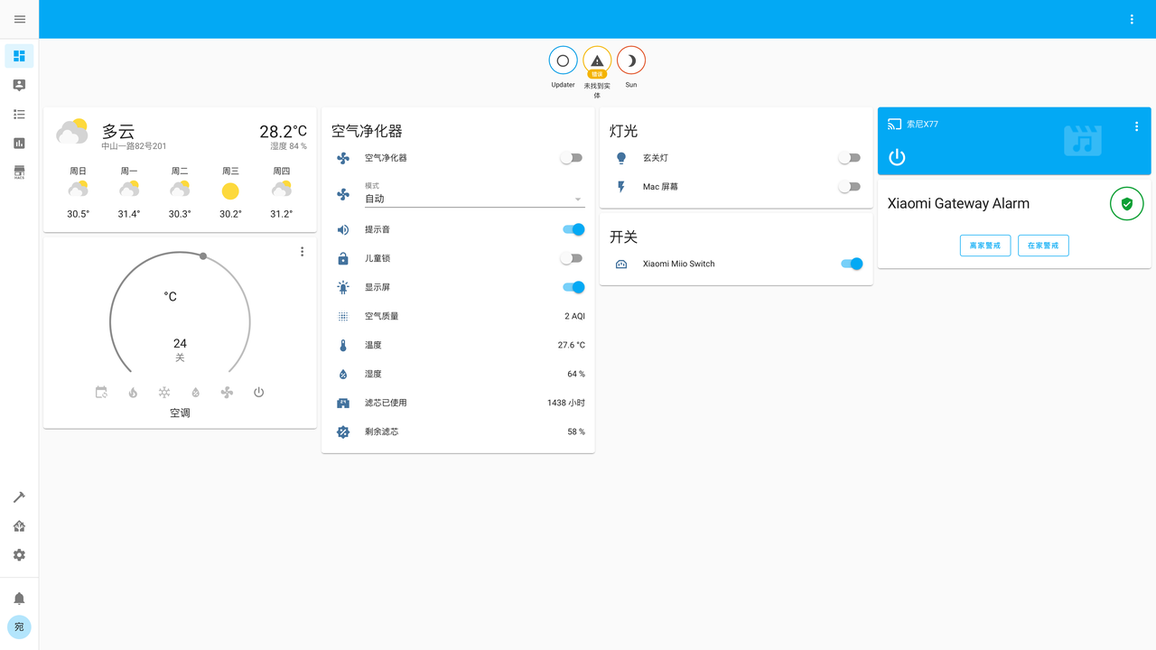 Updater
错误
未找到实
体
Sun
多云
中山一路82号201
28.2°C
湿度 84 %
周日 周一 周二 周三 周四
30.5° 31.4° 30.3° 30.2° 31.2°
°C
24
关
空调
空气净化器
空气净化器
模式
自动
提示音
儿童锁
显示屏
空气质量 2 AQI
温度 27.6 °C
湿度 64 %
滤芯已使用 1438 小时
剩余滤芯 58 %
灯光
玄关灯
Mac 屏幕
开关
Xiaomi Miio Switch
索尼X77
Xiaomi Gateway Alarm
离家警戒 在家警戒
HACS
宛